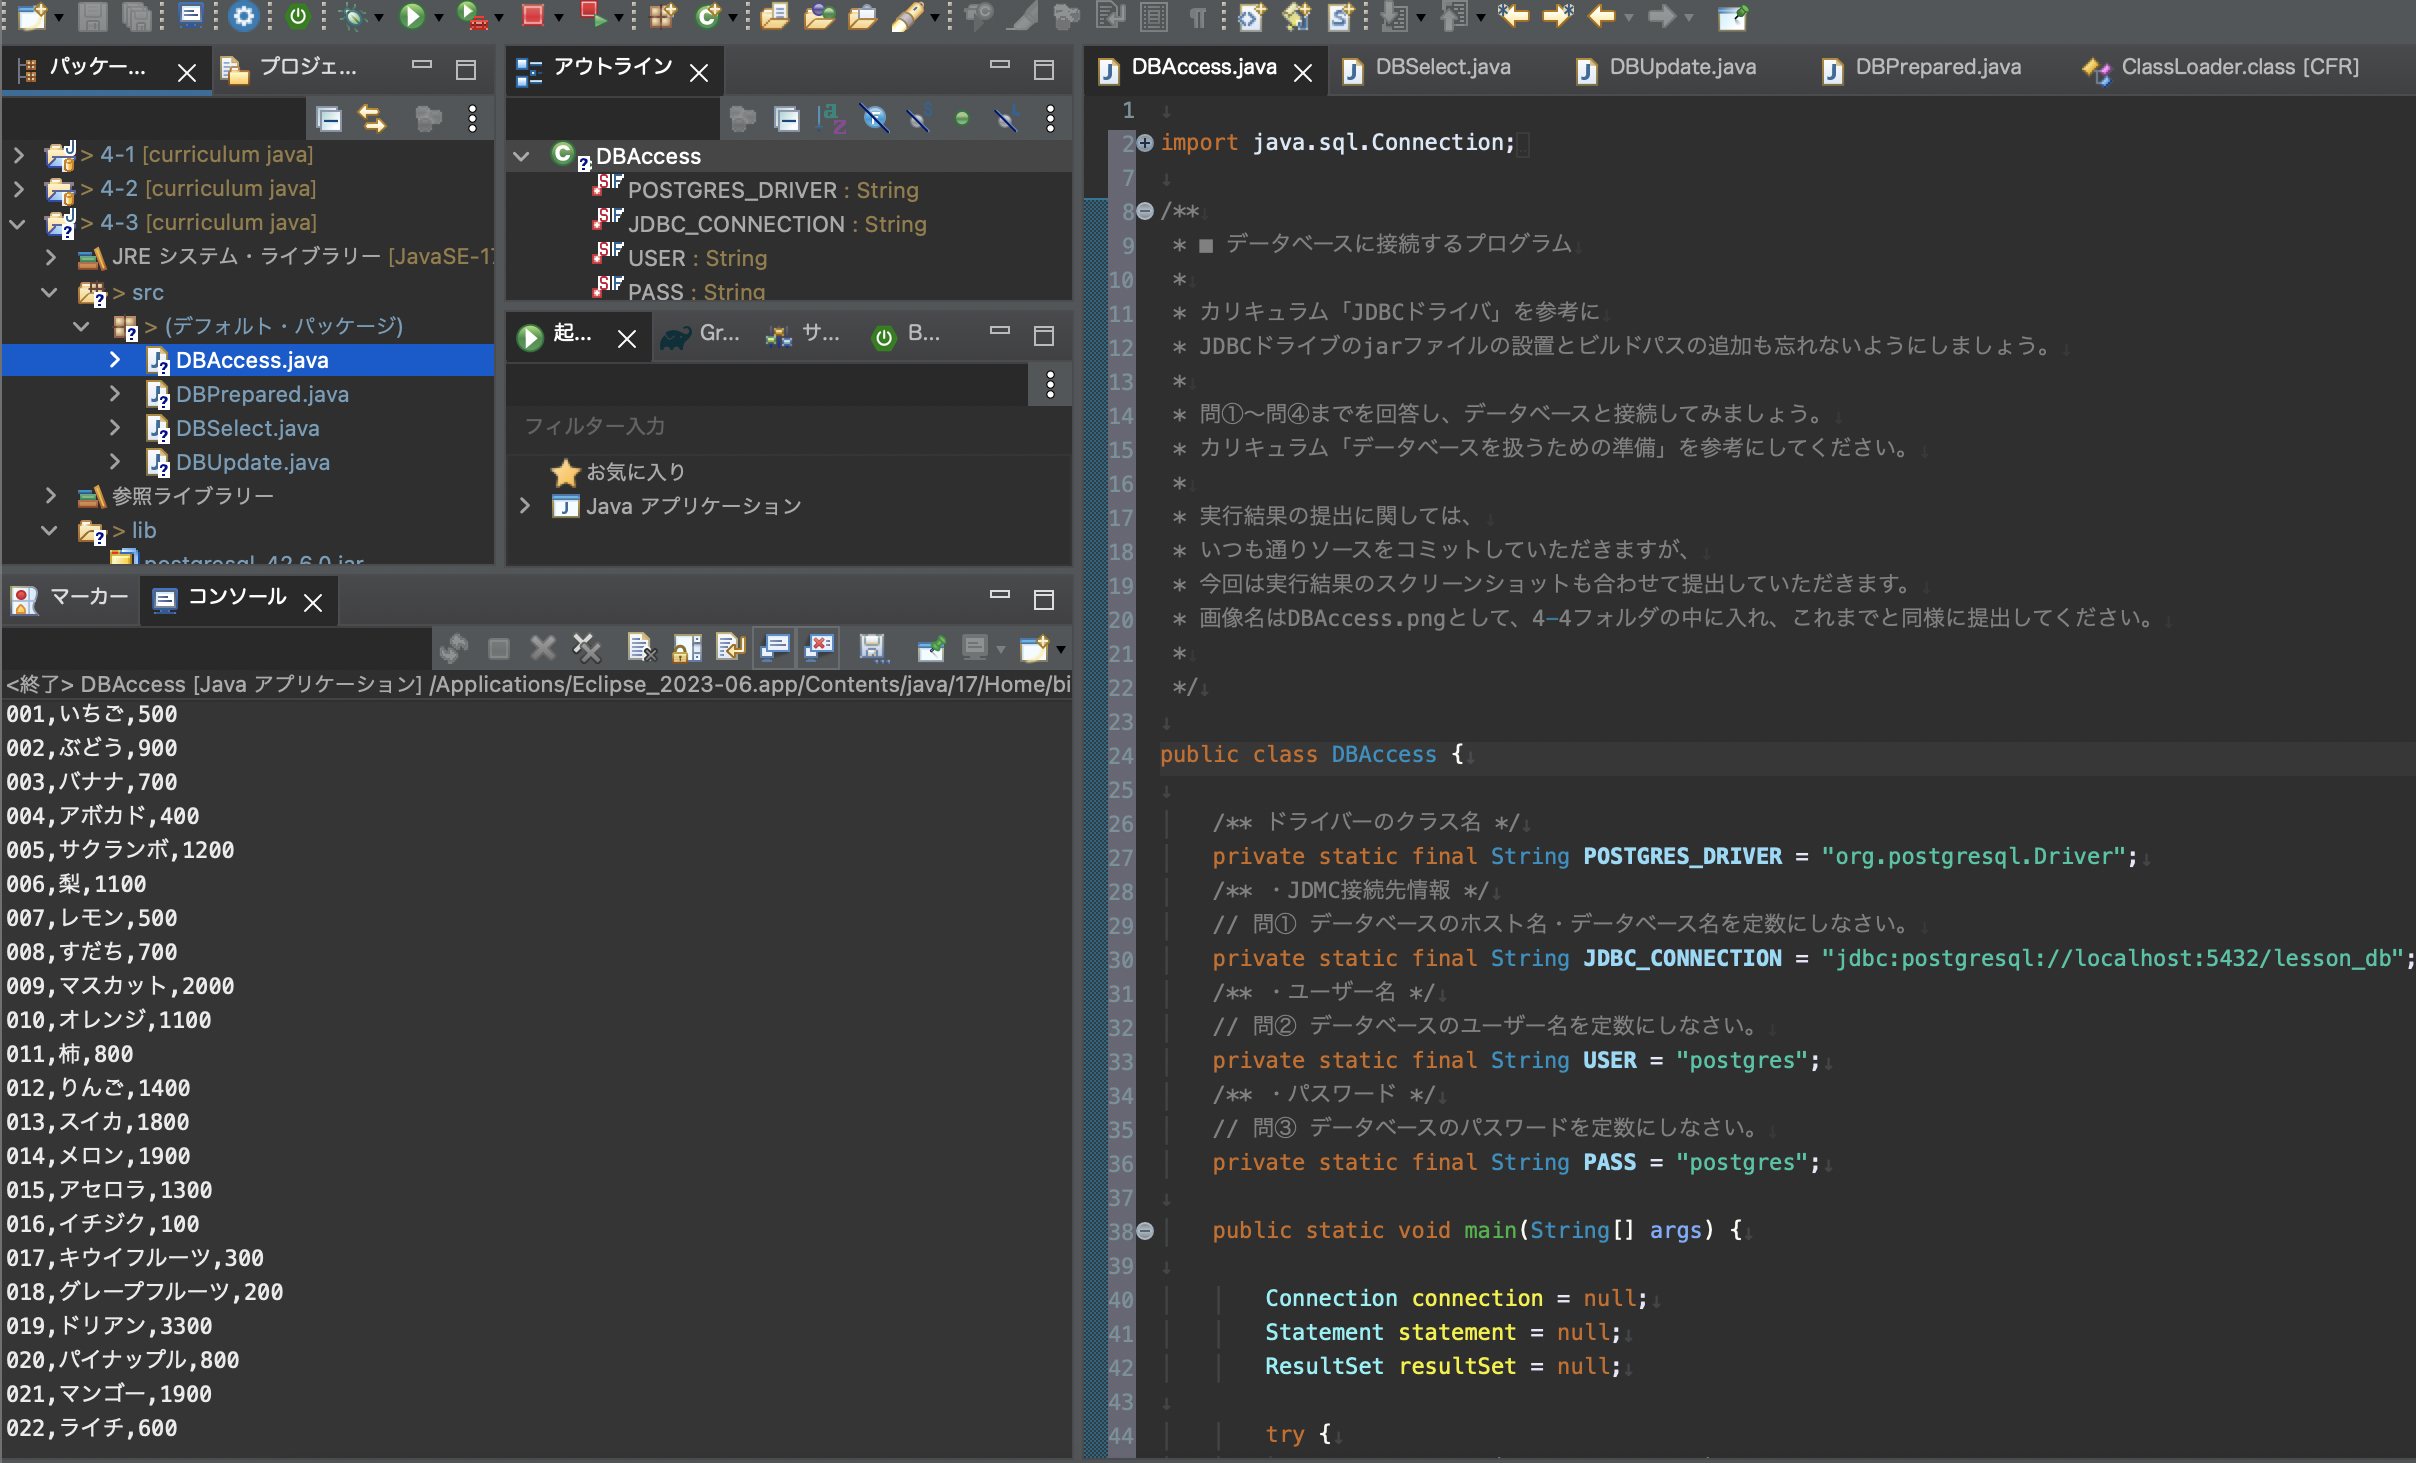 パッケー...
プロジェ...
> 4-1 [curriculum java]
> 4-2 [curriculum java]
> 4-3 [curriculum java]
JRE システム・ライブラリー [JavaSE-17
> src
> (デフォルト・パッケージ)
DBAccess.java
DBPrepared.java
DBSelect.java
DBUpdate.java
参照ライブラリー
> lib
postgresql-42.6.0.jar
アウトライン
DBAccess
POSTGRES_DRIVER : String
JDBC_CONNECTION : String
USER : String
PASS : String
起...
Gr...
サ...
B...
フィルター入力
お気に入り
Java アプリケーション
マーカー
コンソール
<終了> DBAccess [Java アプリケーション] /Applications/Eclipse_2023-06.app/Contents/java/17/Home/bi
001,いちご,500
002,ぶどう,900
003,バナナ,700
004,アボカド,400
005,サクランボ,1200
006,梨,1100
007,レモン,500
008,すだち,700
009,マスカット,2000
010,オレンジ,1100
011,柿,800
012,りんご,1400
013,スイカ,1800
014,メロン,1900
015,アセロラ,1300
016,イチジク,100
017,キウイフルーツ,300
018,グレープフルーツ,200
019,ドリアン,3300
020,パイナップル,800
021,マンゴー,1900
022,ライチ,600
DBAccess.java
DBSelect.java
DBUpdate.java
DBPrepared.java
ClassLoader.class [CFR]
1
2 import java.sql.Connection;
7
8 /**
9 * ■ データベースに接続するプログラム
10 *
11 * カリキュラム「JDBCドライバ」を参考に
12 * JDBCドライブのjarファイルの設置とビルドパスの追加も忘れないようにしましょう。
13 *
14 * 問①〜問④までを回答し、データベースと接続してみましょう。
15 * カリキュラム「データベースを扱うための準備」を参考にしてください。
16 *
17 * 実行結果の提出に関しては、
18 * いつも通りソースをコミットしていただきますが、
19 * 今回は実行結果のスクリーンショットも合わせて提出していただきます。
20 * 画像名はDBAccess.pngとして、4-4フォルダの中に入れ、これまでと同様に提出してください。
21 *
22 */
23
24 public class DBAccess {
25
26 /** ドライバーのクラス名 */
27 private static final String POSTGRES_DRIVER = "org.postgresql.Driver";
28 /** ・JDMC接続先情報 */
29 // 問① データベースのホスト名・データベース名を定数にしなさい。
30 private static final String JDBC_CONNECTION = "jdbc:postgresql://localhost:5432/lesson_db";
31 /** ・ユーザー名 */
32 // 問② データベースのユーザー名を定数にしなさい。
33 private static final String USER = "postgres";
34 /** ・パスワード */
35 // 問③ データベースのパスワードを定数にしなさい。
36 private static final String PASS = "postgres";
37
38 public static void main(String[] args) {
39
40 Connection connection = null;
41 Statement statement = null;
42 ResultSet resultSet = null;
43
44 try {